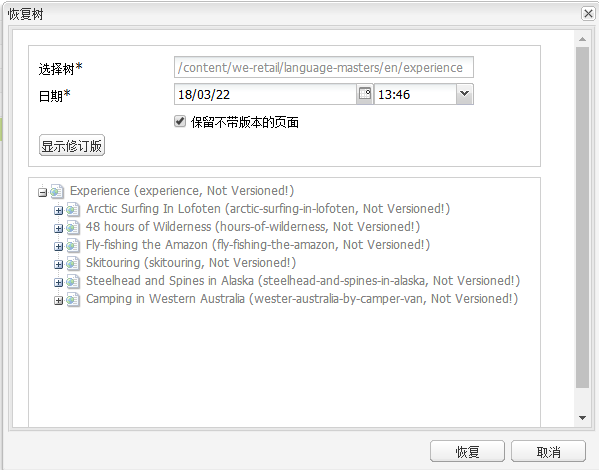 恢复树
选择树* /content/we-retail/language-masters/en/experience
日期* 18/03/22 13:46
保留不带版本的页面
显示修订版
Experience (experience, Not Versioned!)
Arctic Surfing In Lofoten (arctic-surfing-in-lofoten, Not Versioned!)
48 hours of Wilderness (hours-of-wilderness, Not Versioned!)
Fly-fishing the Amazon (fly-fishing-the-amazon, Not Versioned!)
Skitouring (skitouring, Not Versioned!)
Steelhead and Spines in Alaska (steelhead-and-spines-in-alaska, Not Versioned!)
Camping in Western Australia (wester-australia-by-camper-van, Not Versioned!)
恢复 取消